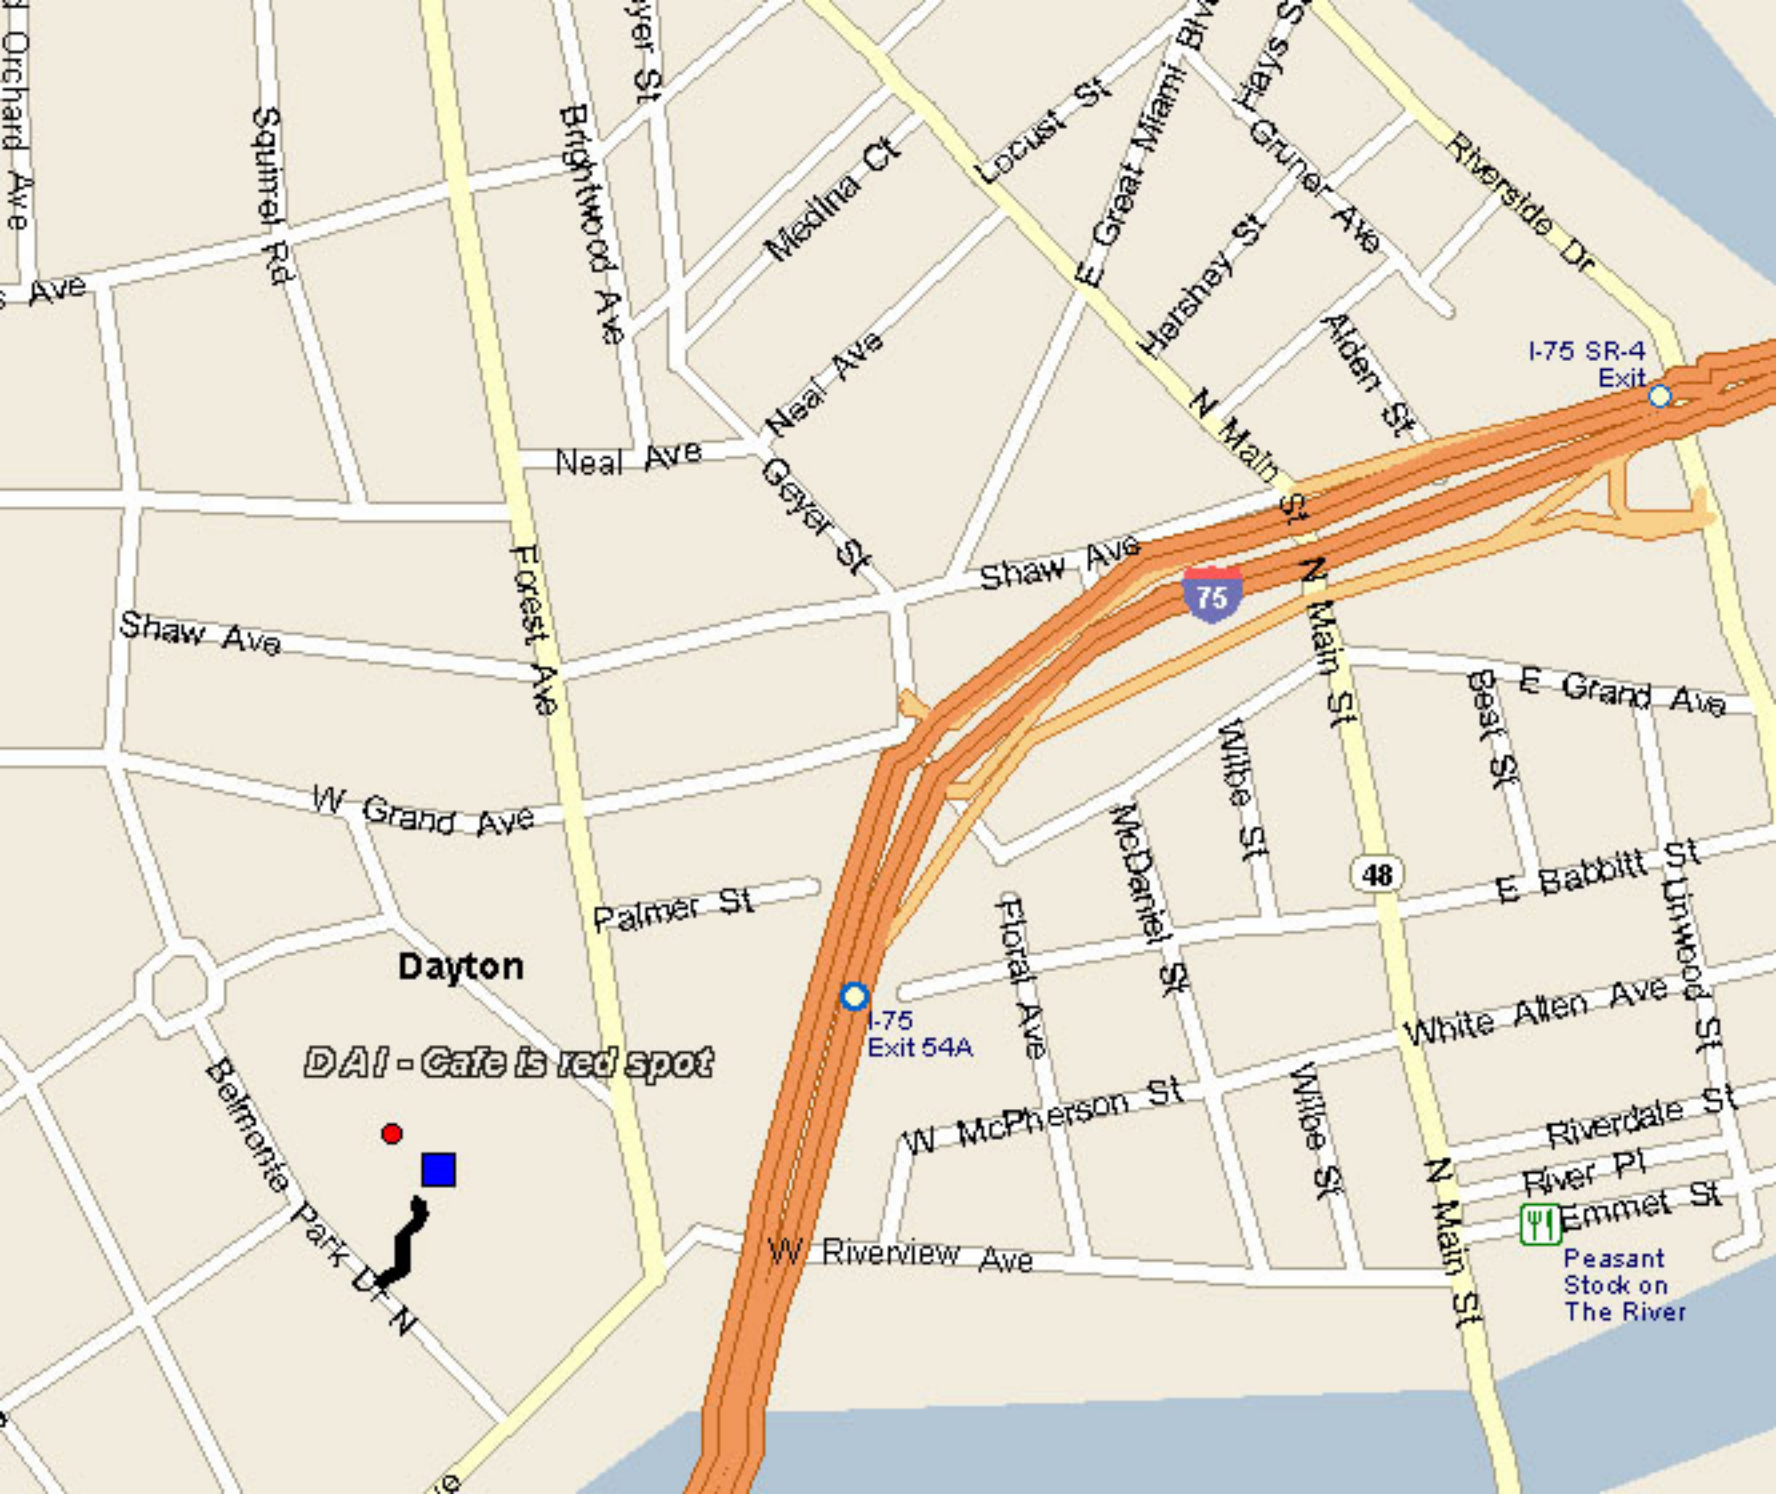 Orchard Ave
Squirrel Rd
Brightwood Ave
yer St
Medina Ct
Locust St
E Great Miami Blv
Hays S
Gruner Ave
Hershey St
Riverside Dr
Ave
Neal Ave
Alden St
I-75 SR-4
Exit
N Main St
Neal Ave
Geyer St
Forest Ave
Shaw Ave
75
Shaw Ave
N Main St
E Grand Ave
Best St
Wilbe St
W Grand Ave
McDaniel St
48
E Babbitt St
Linwood St
Palmer St
Floral Ave
Dayton
I-75
Exit 54A
White Allen Ave
DAI - Cafe is red spot
Belmonte Park Dr N
W McPherson St
Wilbe St
Riverdale St
River Pl
Emmet St
N Main St
W Riverview Ave
Peasant
Stock on
The River